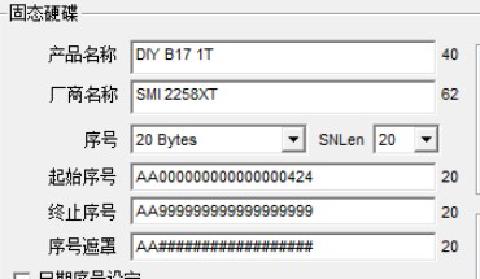 固态硬碟
产品名称 DIY B17 1T 40
厂商名称 SMI 2258XT 62
序号 20 Bytes SNLen 20
起始序号 AA000000000000000424 20
终止序号 AA999999999999999999 20
序号遮罩 AA################## 20
日期序号设定